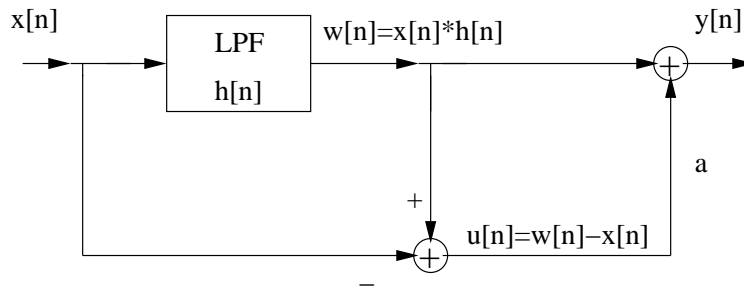 x[n]
LPF
h[n]
w[n]=x[n]*h[n]
y[n]
+
a
+
u[n]=w[n]−x[n]
+
−